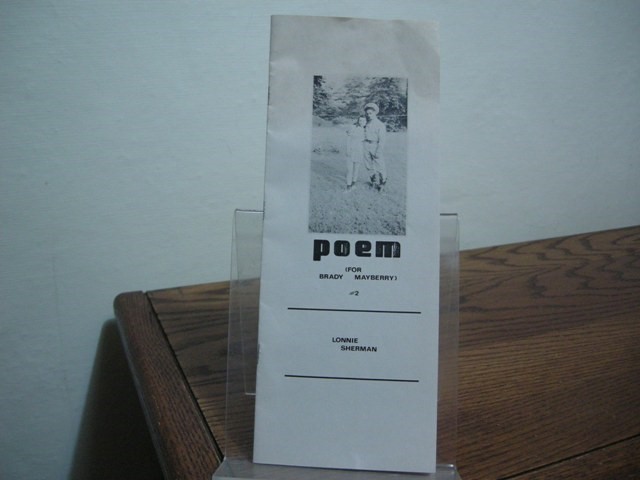 poem
(FOR
BRADY MAYBERRY)
#2
LONNIE
SHERMAN